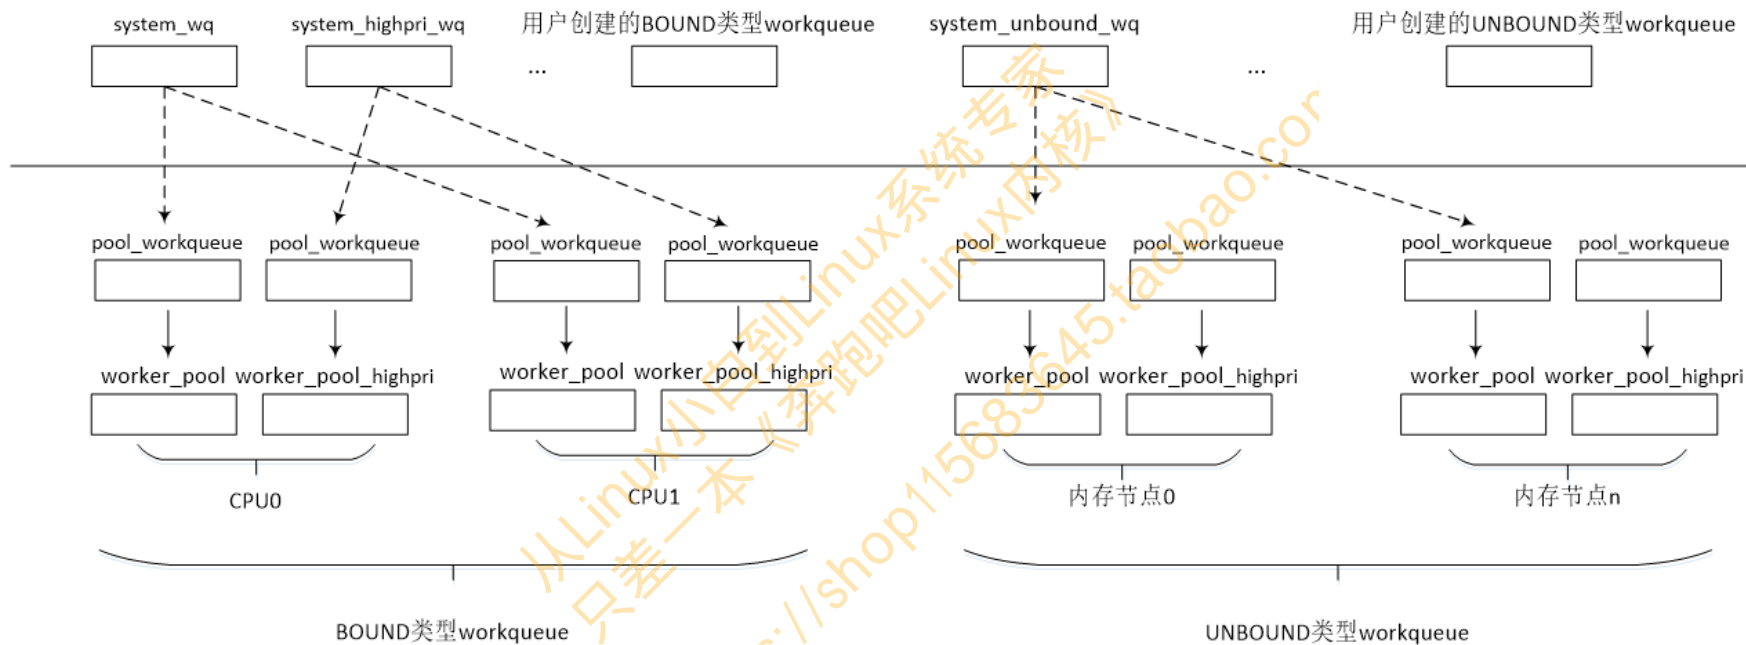 system_wq
system_highpri_wq
用户创建的BOUND类型workqueue
system_unbound_wq
用户创建的UNBOUND类型workqueue
...
...
pool_workqueue
pool_workqueue
pool_workqueue
pool_workqueue
pool_workqueue
pool_workqueue
pool_workqueue
pool_workqueue
worker_pool
worker_pool_highpri
worker_pool
worker_pool_highpri
worker_pool
worker_pool_highpri
worker_pool
worker_pool_highpri
CPU0
CPU1
内存节点0
内存节点n
BOUND类型workqueue
UNBOUND类型workqueue
从Linux小白到Linux系统专家
只差一本《奔跑吧Linux内核》
://shop115683645.taobao.com